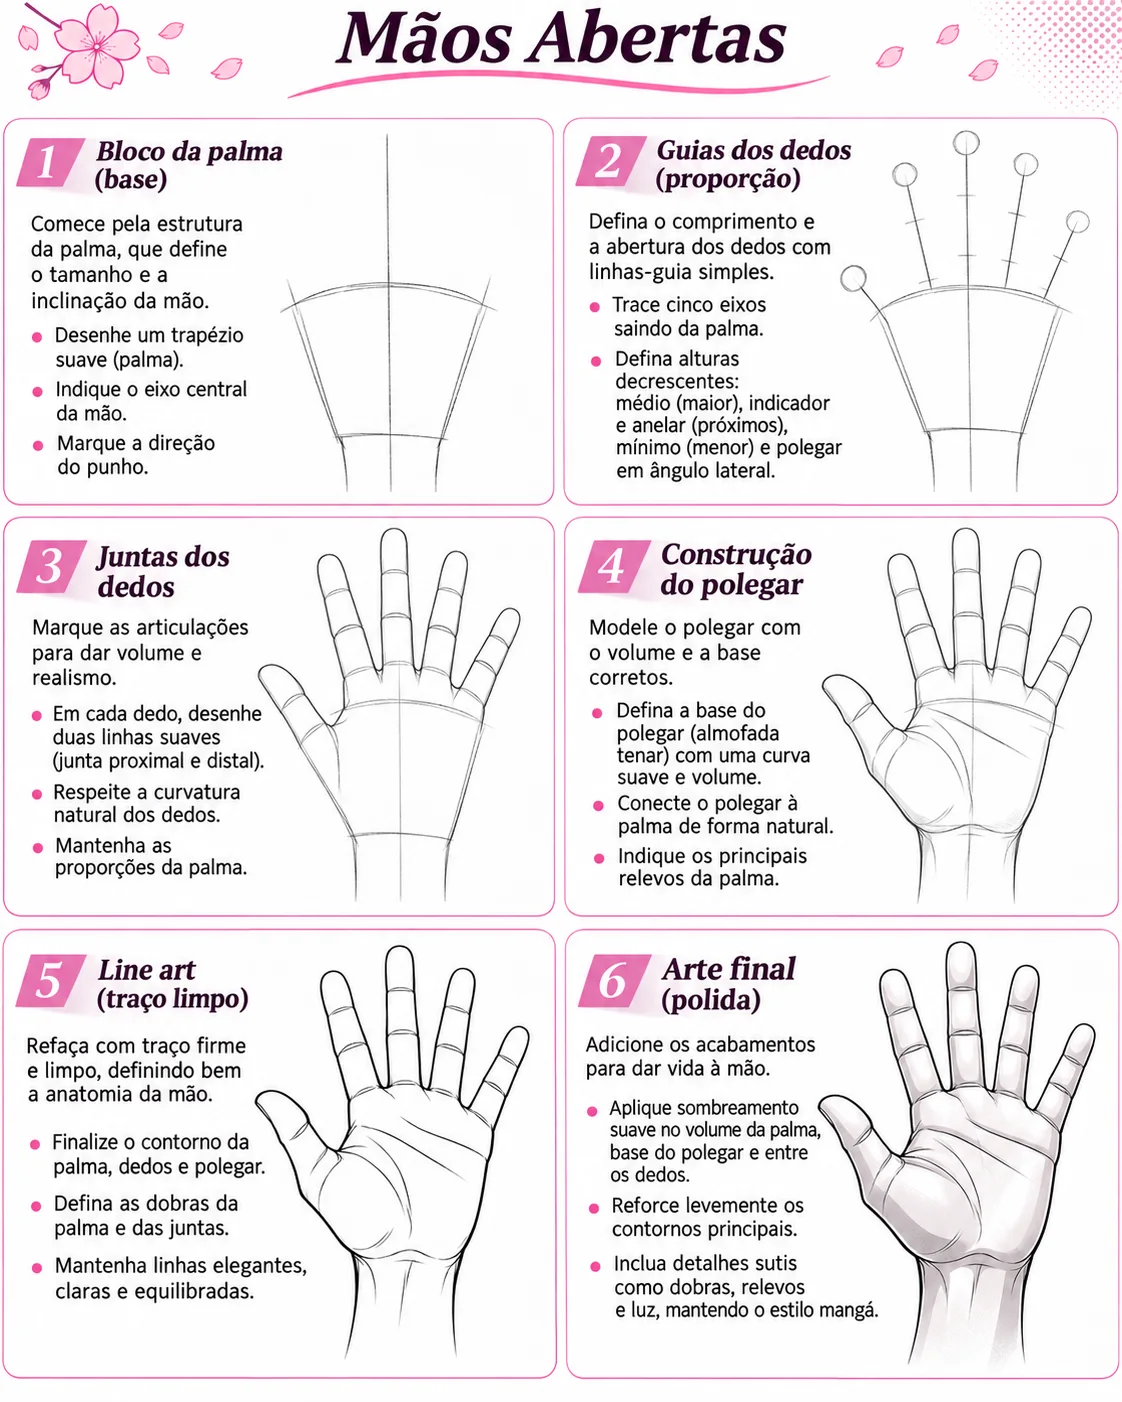 Mãos Abertas
1
Bloco da palma
(base)
Comece pela estrutura
da palma, que define
o tamanho e a
inclinação da mão.
Desenhe um trapézio
suave (palma).
Indique o eixo central
da mão.
Marque a direção
do punho.
2
Guias dos dedos
(proporção)
Defina o comprimento e
a abertura dos dedos com
linhas-guia simples.
Trace cinco eixos
saindo da palma.
Defina alturas
decrescentes:
médio (maior), indicador
e anelar (próximos),
mínimo (menor) e polegar
em ângulo lateral.
3
Juntas dos
dedos
Marque as articulações
para dar volume e
realismo.
Em cada dedo, desenhe
duas linhas suaves
(junta proximal e distal).
Respeite a curvatura
natural dos dedos.
Mantenha as
proporções da palma.
4
Construção
do polegar
Modele o polegar com
o volume e a base
corretos.
Defina a base do
polegar (almofada
tenar) com uma curva
suave e volume.
Conecte o polegar à
palma de forma natural.
Indique os principais
relevos da palma.
5
Line art
(traço limpo)
Refaça com traço firme
e limpo, definindo bem
a anatomia da mão.
Finalize o contorno da
palma, dedos e polegar.
Defina as dobras da
palma e das juntas.
Mantenha linhas elegantes,
claras e equilibradas.
6
Arte final
(polida)
Adicione os acabamentos
para dar vida à mão.
Aplique sombreamento
suave no volume da palma,
base do polegar e entre
os dedos.
Reforce levemente os
contornos principais.
Inclua detalhes sutis
como dobras, relevos
e luz, mantendo o estilo mangá.